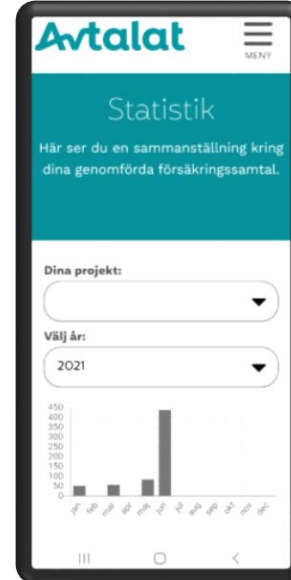 Avtalat
MENY
Statistik
Här ser du en sammanställning kring
dina genomförda försäkringssamtal.
Dina projekt:
Välj år:
2021
450
400
350
300
250
200
150
100
50
0
jan feb mar apr maj jun jul aug sep okt nov dec